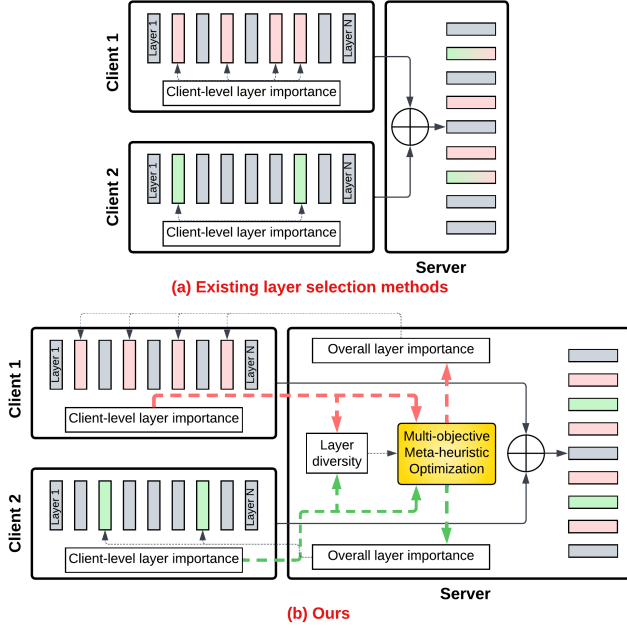 Client 1
Layer 1
Layer N
Client-level layer importance
Client 2
Layer 1
Layer N
Client-level layer importance
Server
(a) Existing layer selection methods
Client 1
Layer 1
Layer N
Client-level layer importance
Overall layer importance
Layer
diversity
Multi-objective
Meta-heuristic
Optimization
Client 2
Layer 1
Layer N
Client-level layer importance
Overall layer importance
Server
(b) Ours